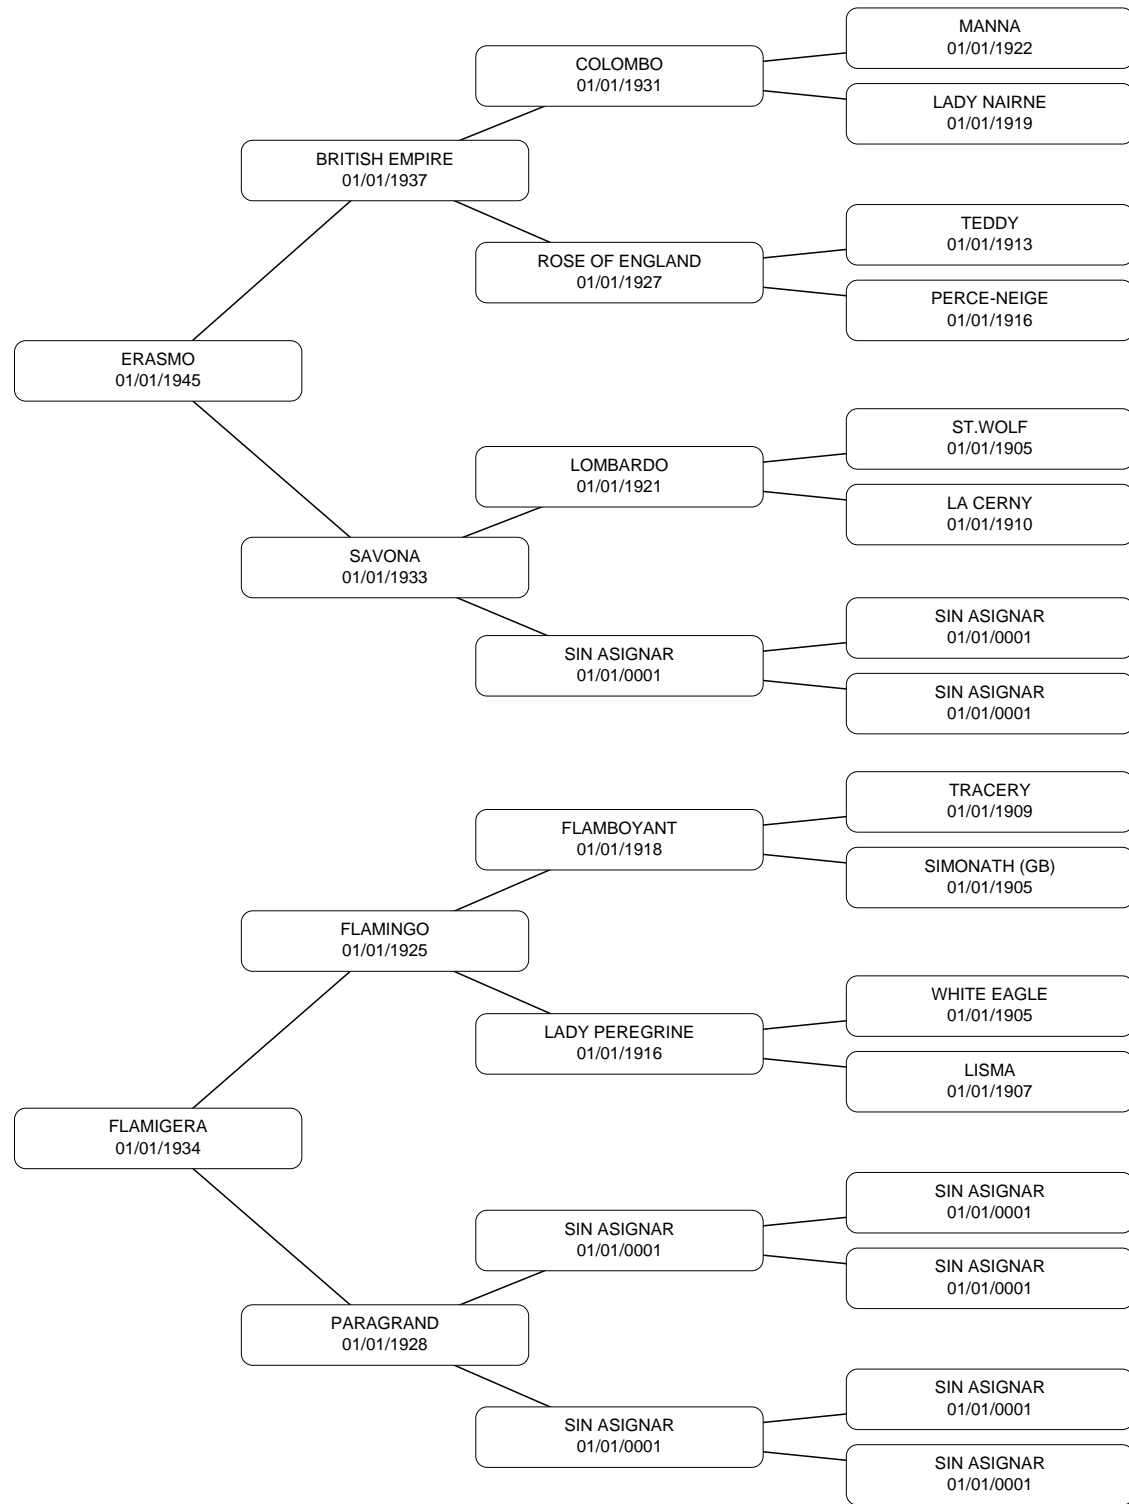 MANNA
01/01/1922
COLOMBO
01/01/1931
LADY NAIRNE
01/01/1919
BRITISH EMPIRE
01/01/1937
TEDDY
01/01/1913
ROSE OF ENGLAND
01/01/1927
PERCE-NEIGE
01/01/1916
ERASMO
01/01/1945
ST.WOLF
01/01/1905
LOMBARDO
01/01/1921
LA CERNY
01/01/1910
SAVONA
01/01/1933
SIN ASIGNAR
01/01/0001
SIN ASIGNAR
01/01/0001
SIN ASIGNAR
01/01/0001
TRACERY
01/01/1909
FLAMBOYANT
01/01/1918
SIMONATH (GB)
01/01/1905
FLAMINGO
01/01/1925
WHITE EAGLE
01/01/1905
LADY PEREGRINE
01/01/1916
LISMA
01/01/1907
FLAMIGERA
01/01/1934
SIN ASIGNAR
01/01/0001
SIN ASIGNAR
01/01/0001
SIN ASIGNAR
01/01/0001
PARAGRAND
01/01/1928
SIN ASIGNAR
01/01/0001
SIN ASIGNAR
01/01/0001
SIN ASIGNAR
01/01/0001